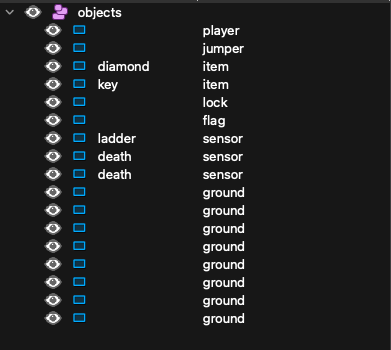 objects
player
jumper
diamond item
key item
lock
flag
ladder sensor
death sensor
death sensor
ground
ground
ground
ground
ground
ground
ground
ground